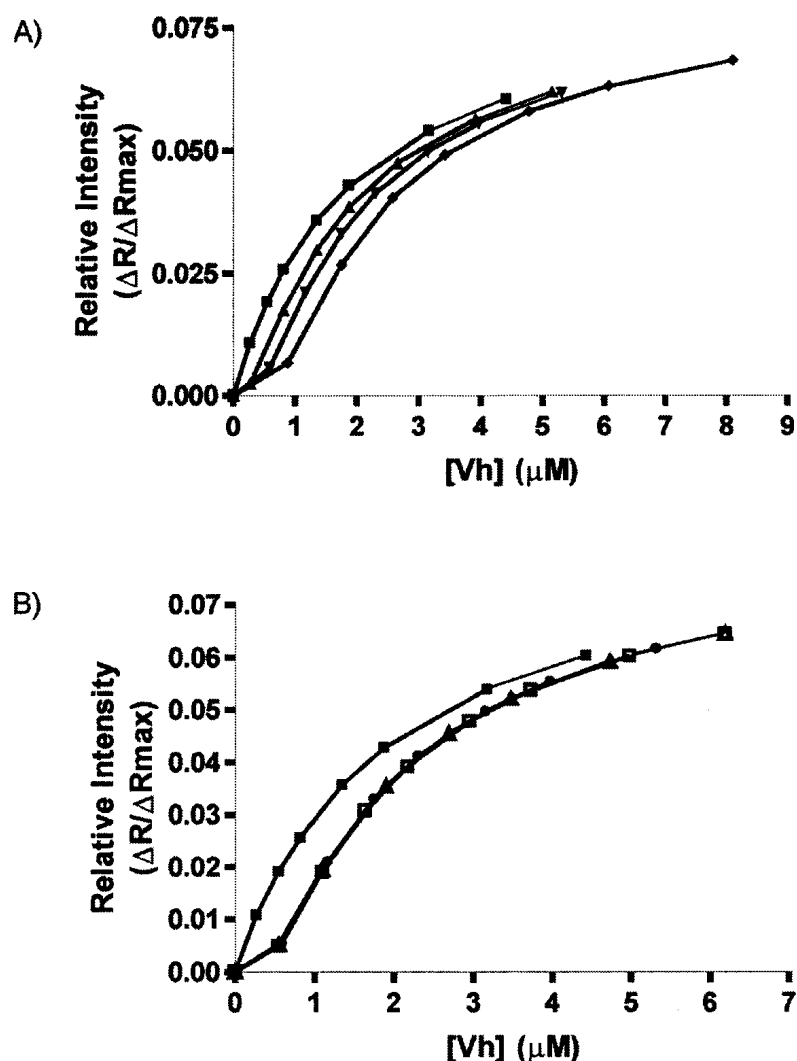 A)
Relative Intensity
(ΔR/ΔRmax)
0.075
0.050
0.025
0.000
0 1 2 3 4 5 6 7 8 9
[Vh] (μM)
B)
Relative Intensity
(ΔR/ΔRmax)
0.07
0.06
0.05
0.04
0.03
0.02
0.01
0.00
0 1 2 3 4 5 6 7
[Vh] (μM)